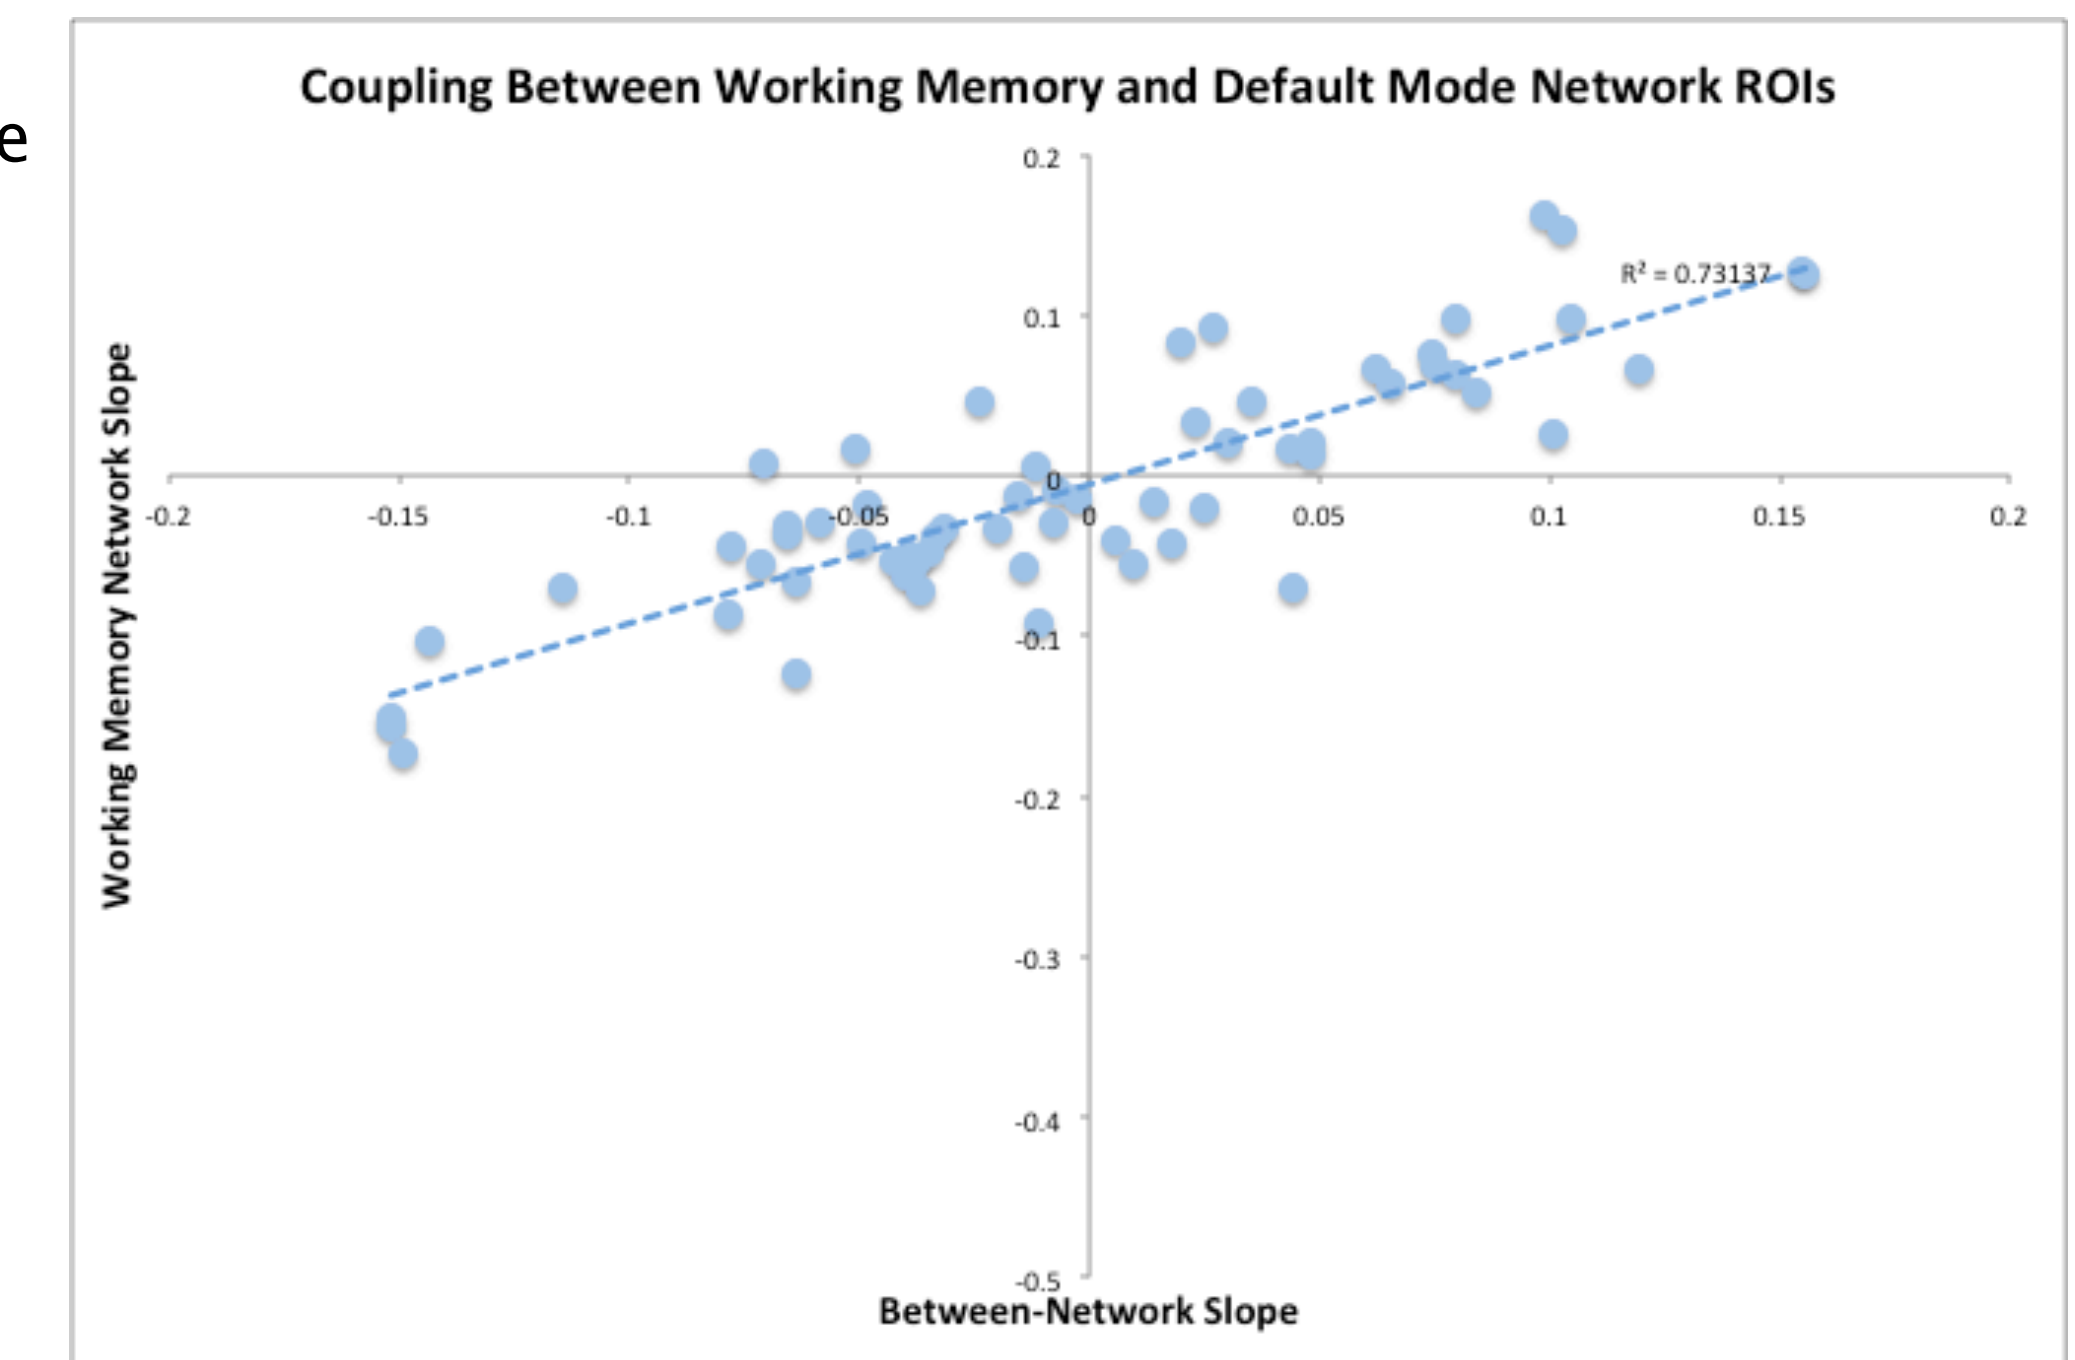 Coupling Between Working Memory and Default Mode Network ROIs
e
0.2
R² = 0.73137
0.1
Working Memory Network Slope
0
-0.2 -0.15 -0.1 -0.05 0 0.05 0.1 0.15 0.2
-0.1
-0.2
-0.3
-0.4
-0.5
Between-Network Slope